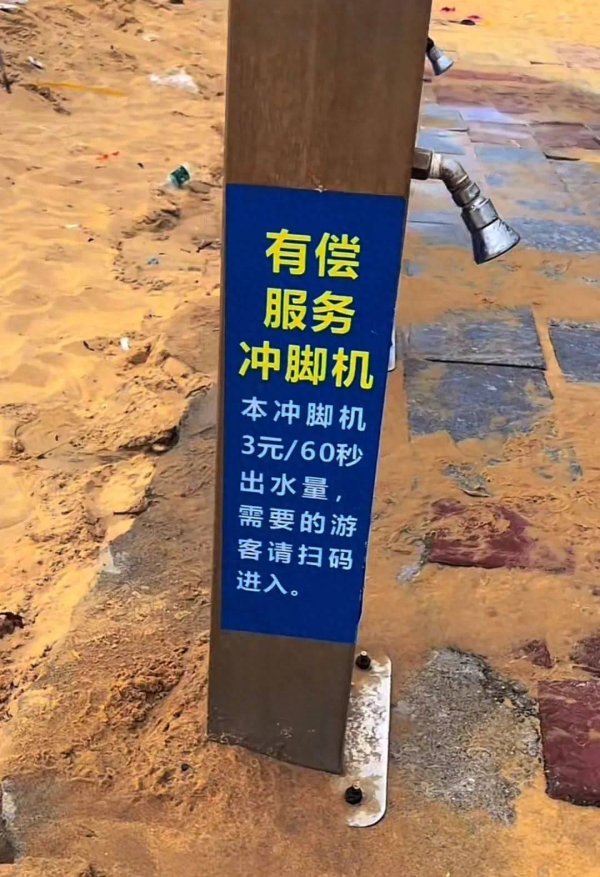 有偿
服务
冲脚机
本冲脚机
3元/60秒
出水量，
需要的游
客请扫码
进入。